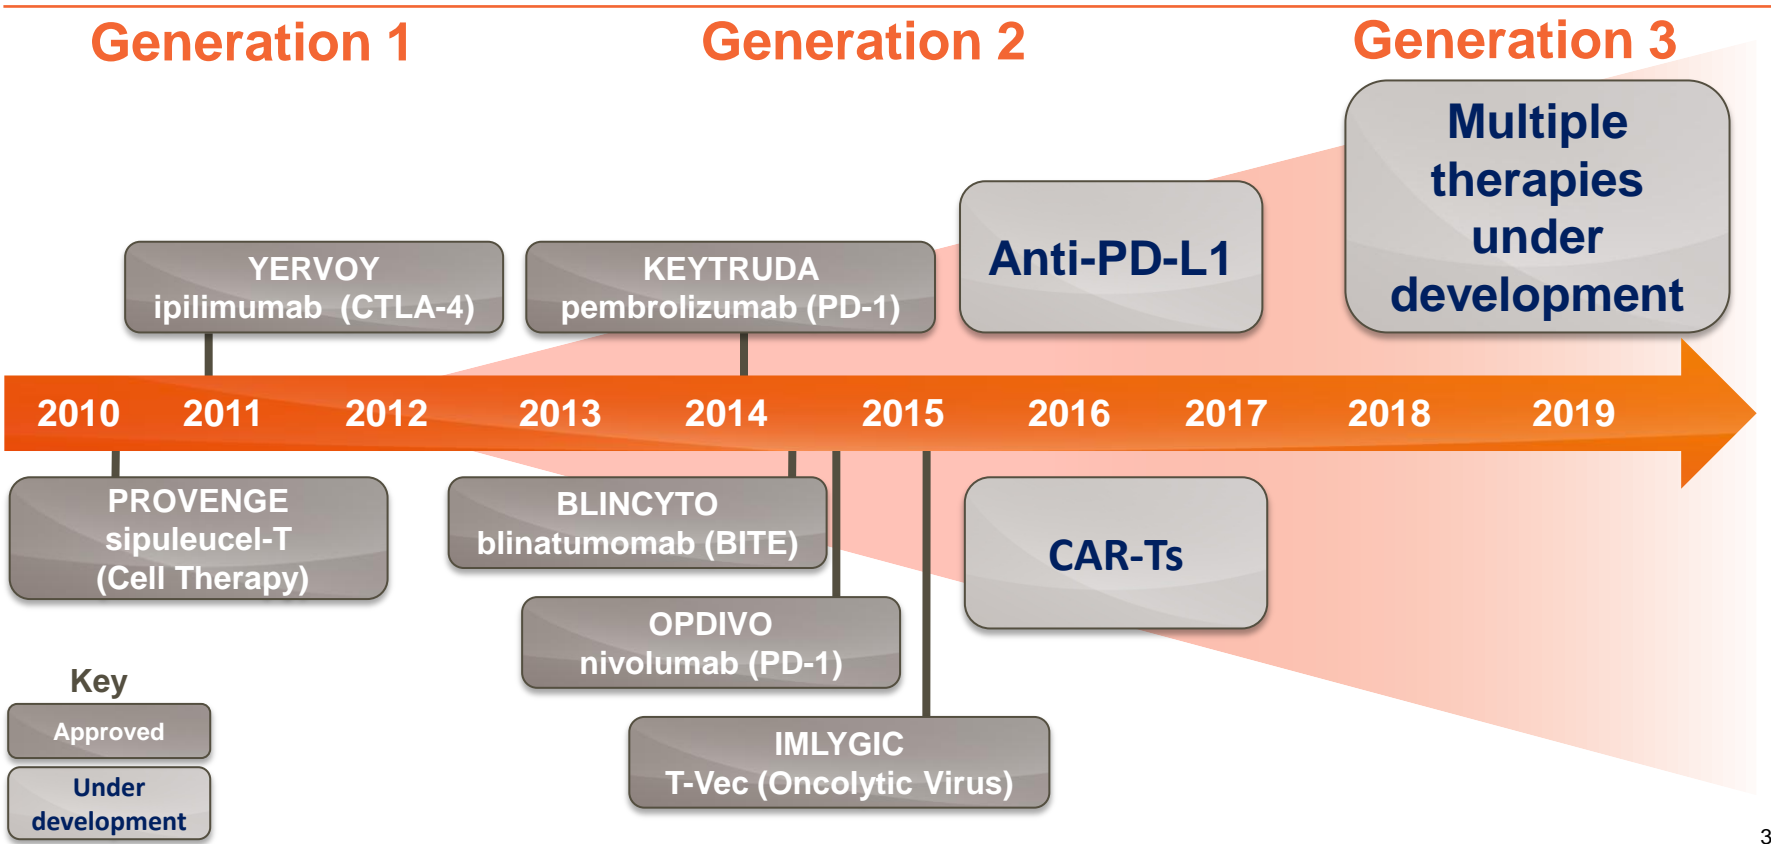 Generation 1
Generation 2
Generation 3
Multiple
therapies
under
development
Anti-PD-L1
YERVOY
ipilimumab (CTLA-4)
KEYTRUDA
pembrolizumab (PD-1)
2010 2011 2012 2013 2014 2015 2016 2017 2018 2019
PROVENGE
sipuleucel-T
(Cell Therapy)
BLINCYTO
blinatumomab (BITE)
CAR-Ts
OPDIVO
nivolumab (PD-1)
IMLYGIC
T-Vec (Oncolytic Virus)
Key
Approved
Under
development
3